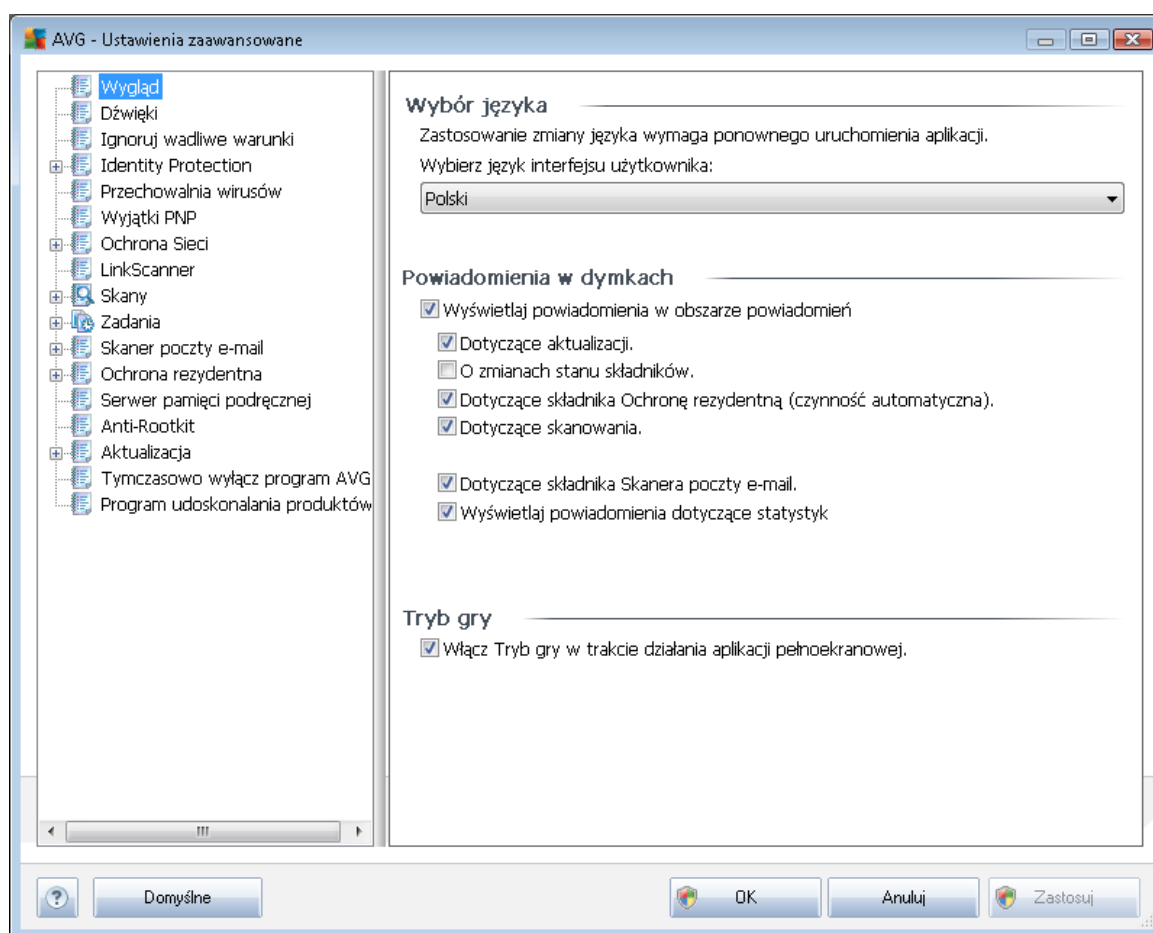 AVG - Ustawienia zaawansowane
Wygląd
Dźwięki
Ignoruj wadliwe warunki
Identity Protection
Przechowalnia wirusów
Wyjątki PNP
Ochrona Sieci
LinkScanner
Skany
Zadania
Skaner poczty e-mail
Ochrona rezydentna
Serwer pamięci podręcznej
Anti-Rootkit
Aktualizacja
Tymczasowo wyłącz program AVG
Program udoskonalania produktów
Wybór języka
Zastosowanie zmiany języka wymaga ponownego uruchomienia aplikacji.
Wybierz język interfejsu użytkownika:
Polski
Powiadomienia w dymkach
Wyświetlaj powiadomienia w obszarze powiadomień
Dotyczące aktualizacji.
O zmianach stanu składników.
Dotyczące składnika Ochronę rezydentną (czynność automatyczna).
Dotyczące skanowania.
Dotyczące składnika Skanera poczty e-mail.
Wyświetlaj powiadomienia dotyczące statystyk
Tryb gry
Włącz Tryb gry w trakcie działania aplikacji pełnoekranowej.
?
Domyślne
OK
Anuluj
Zastosuj